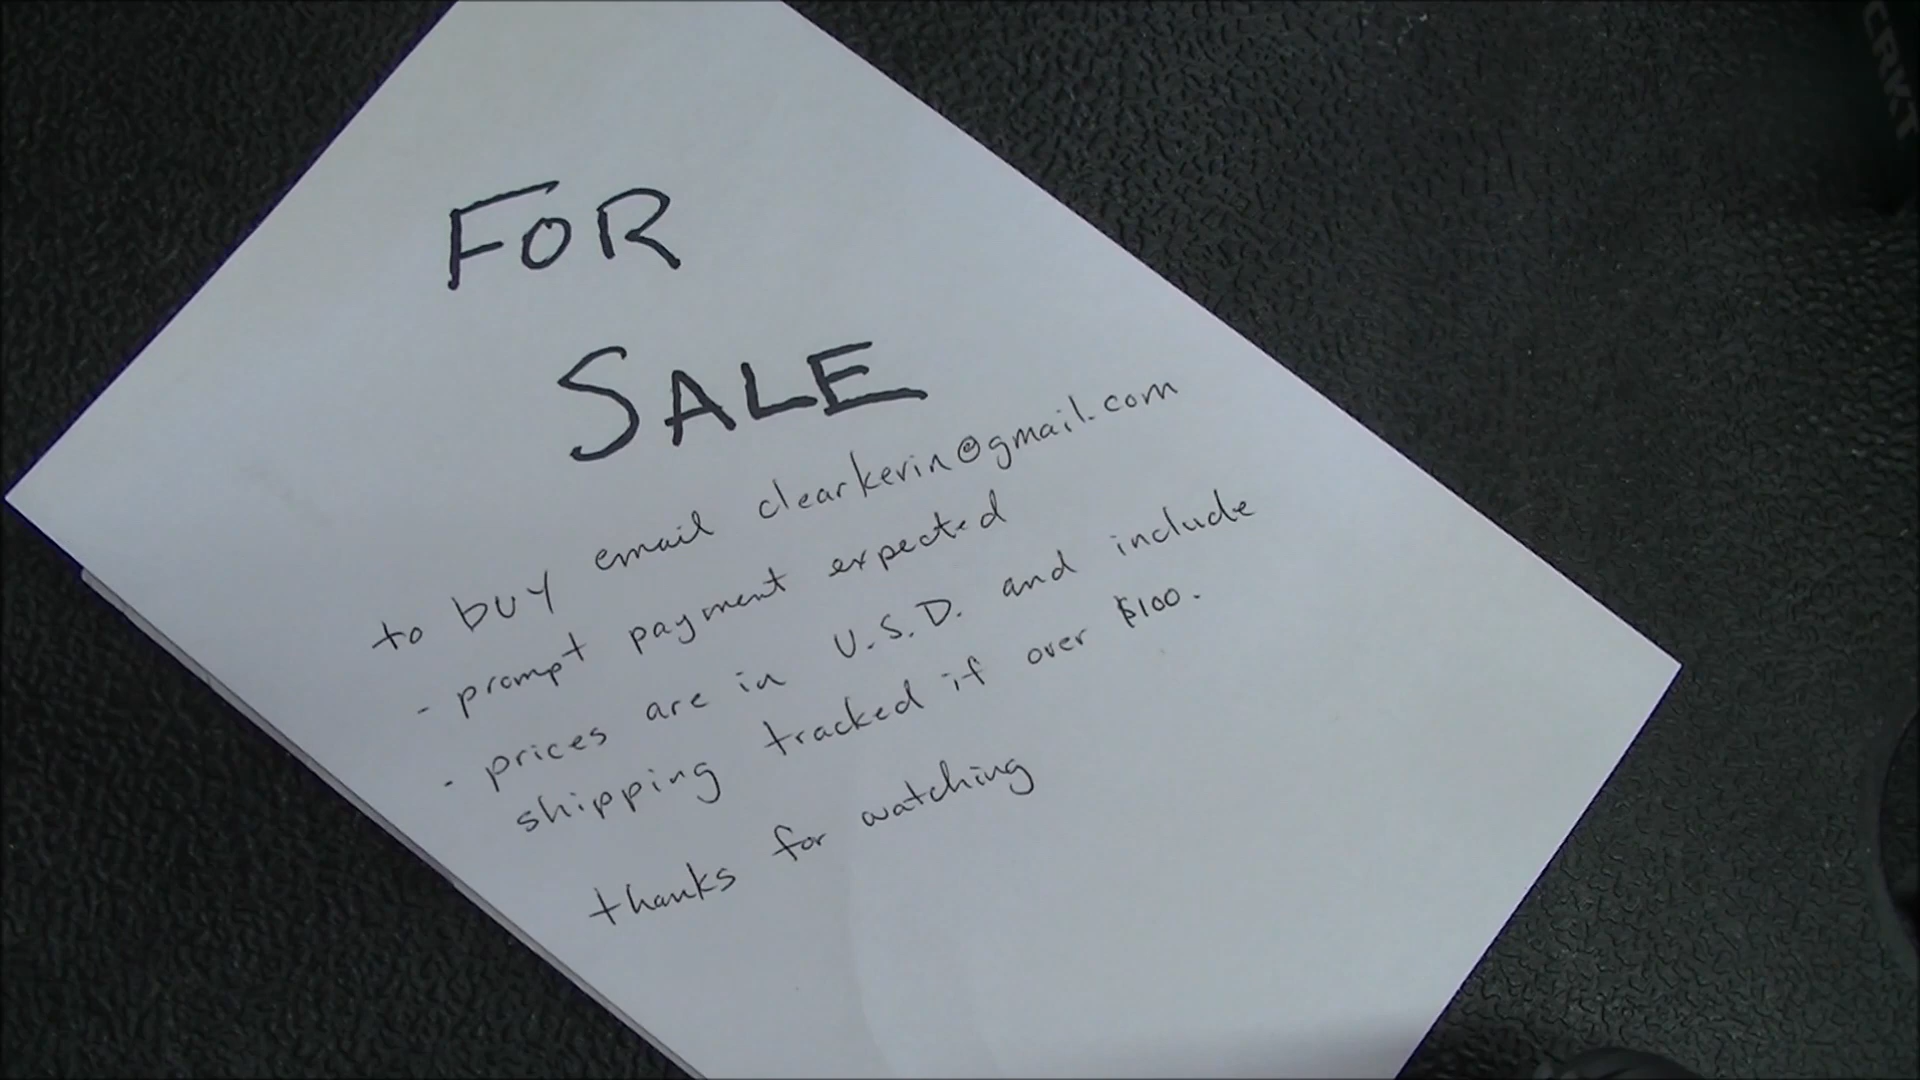 FOR
SALE
to buy email clearkevin@gmail.com
- prompt payment expected
- prices are in U.S.D. and include
shipping tracked if over $100.
thanks for watching
CRKT